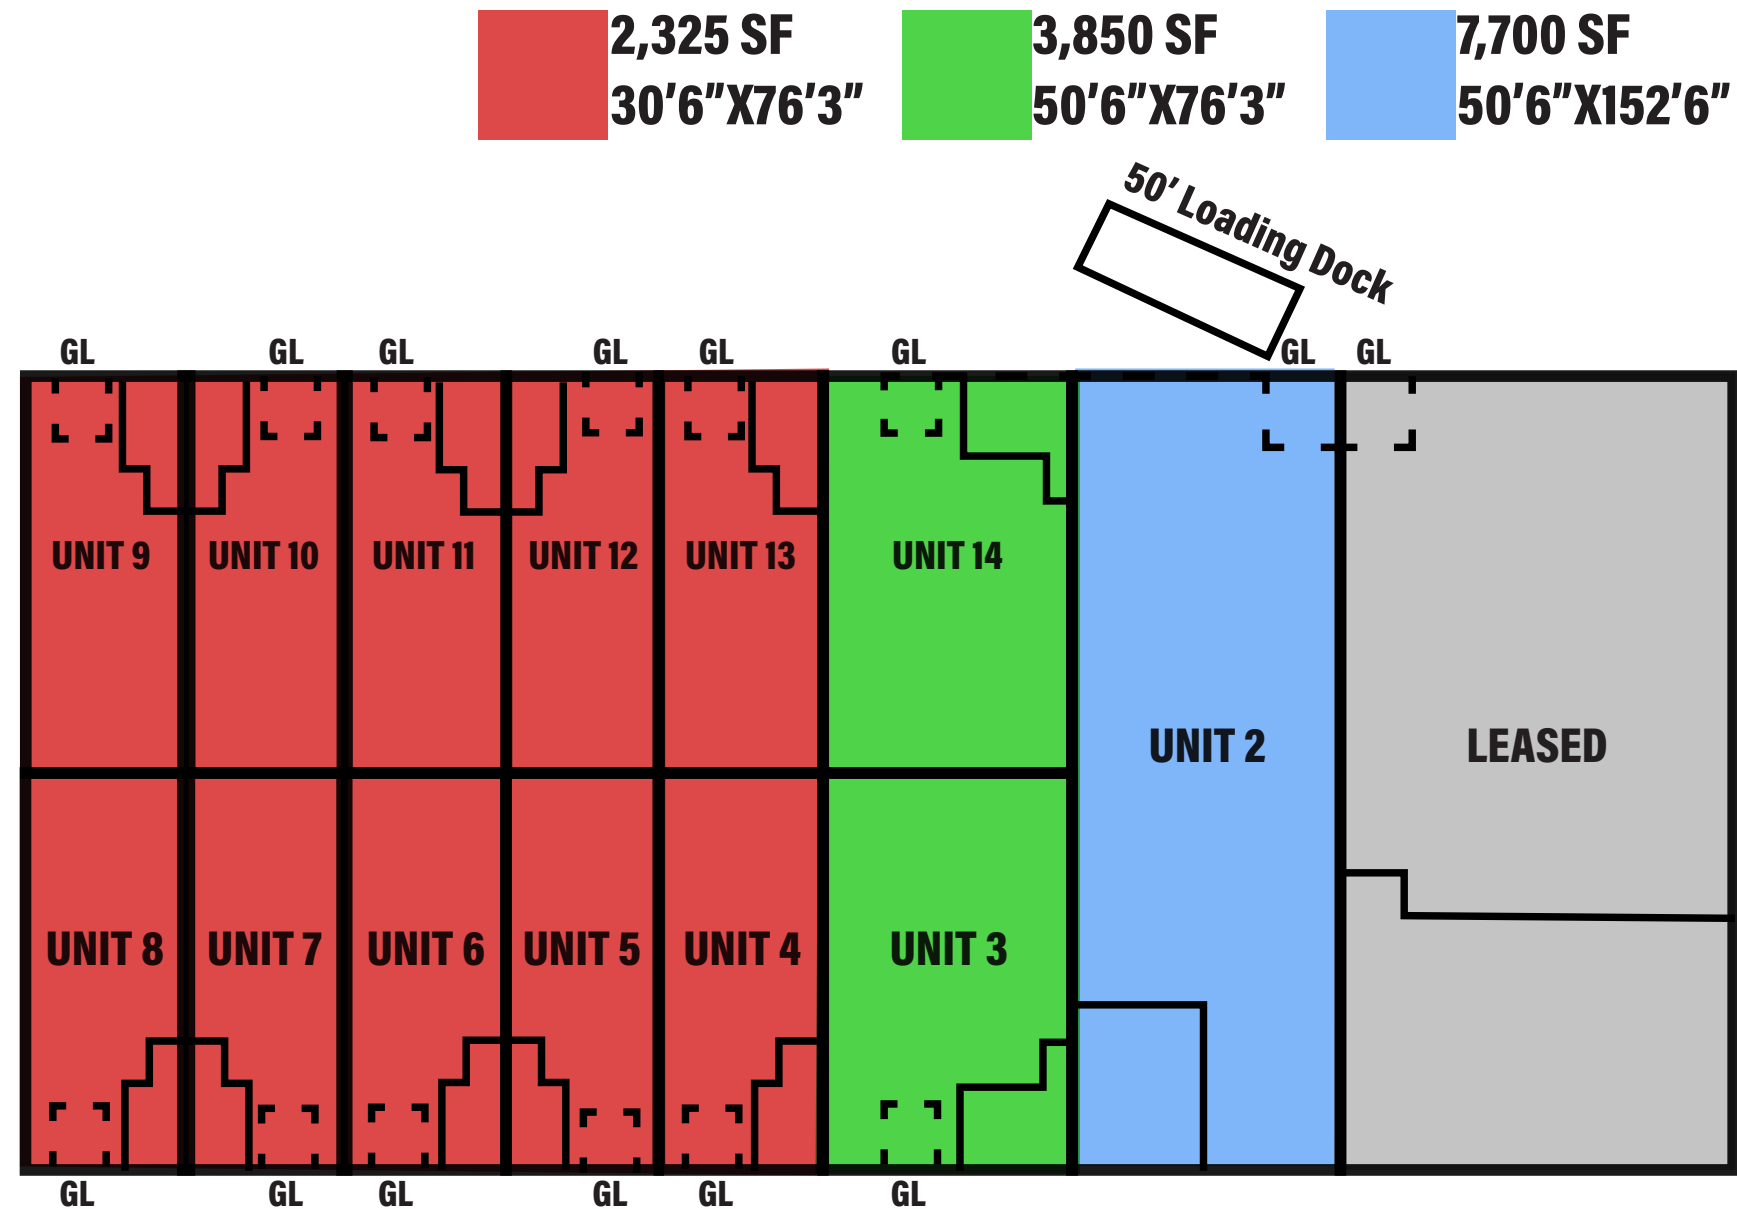 2,325 SF
30'6"X76'3"
3,850 SF
50'6"X76'3"
7,700 SF
50'6"X152'6"
50' Loading Dock
GL
GL
GL
GL
GL
GL
GL
GL
UNIT 9
UNIT 10
UNIT 11
UNIT 12
UNIT 13
UNIT 14
UNIT 2
LEASED
UNIT 8
UNIT 7
UNIT 6
UNIT 5
UNIT 4
UNIT 3
GL
GL
GL
GL
GL
GL